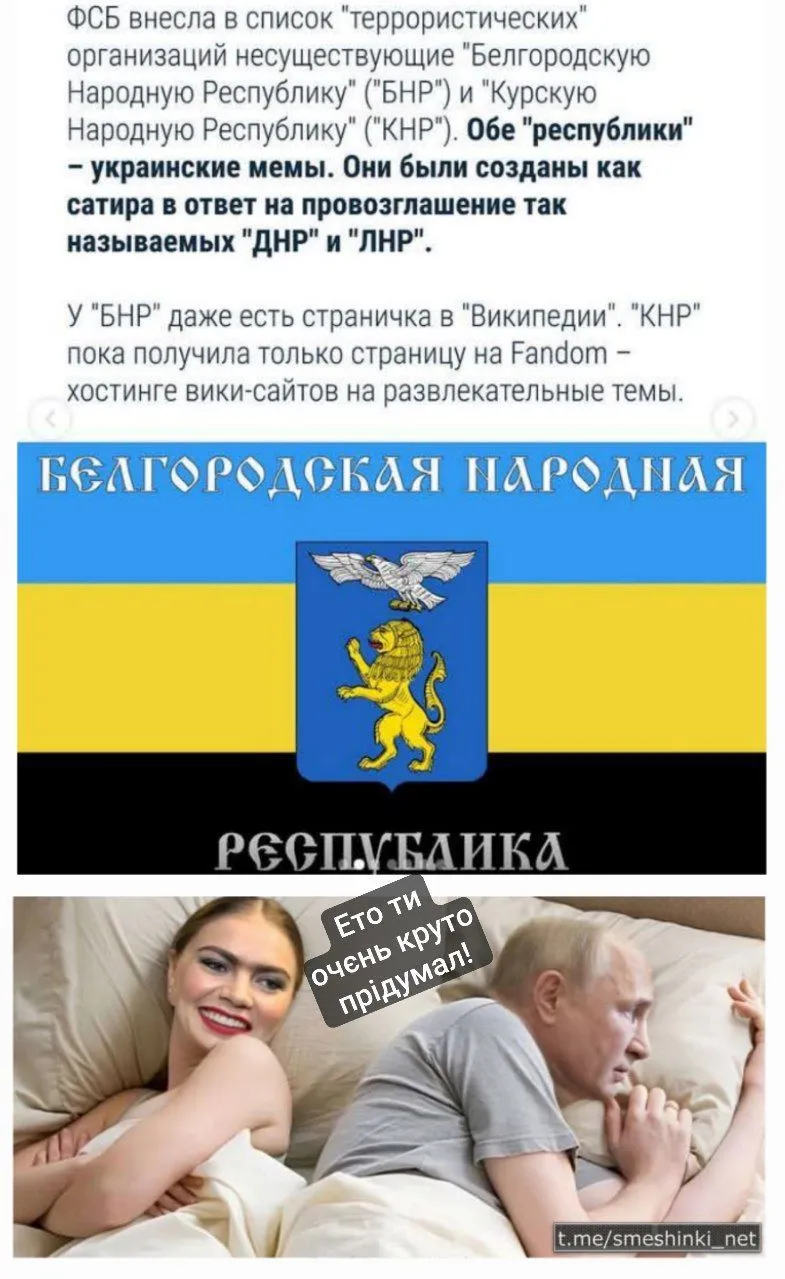 ФСБ внесла в список "террористических"
организаций несуществующие "Белгородскую
Народную Республику" ("БНР") и "Курскую
Народную Республику" ("КНР"). Обе "республики"
– украинские мемы. Они были созданы как
сатира в ответ на провозглашение так
называемых "ДНР" и "ЛНР".
У "БНР" даже есть страничка в "Википедии". "КНР"
пока получила только страницу на Fandom –
хостинге вики-сайтов на развлекательные темы.
БЕЛГОРОДСКАЯ НАРОДНАЯ
РЕСПУБЛИКА
Ето ти
очєнь круто
прідумал!
t.me/smeshinki_net